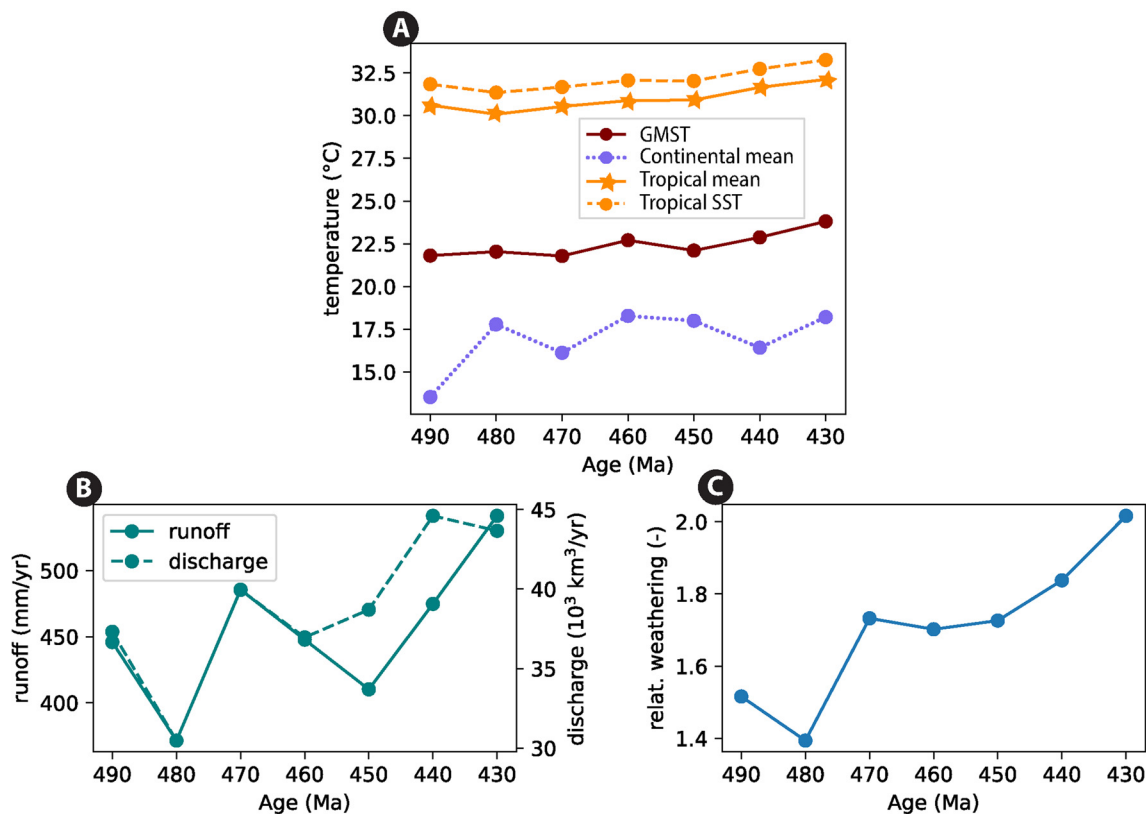 A
temperature (°C)
32.5
30.0
27.5
25.0
22.5
20.0
17.5
15.0
GMST
Continental mean
Tropical mean
Tropical SST
490 480 470 460 450 440 430
Age (Ma)
B
runoff (mm/yr)
500
450
400
runoff
discharge
45
40
35
30
discharge (10³ km³/yr)
490 480 470 460 450 440 430
Age (Ma)
C
relat. weathering (-)
2.0
1.8
1.6
1.4
490 480 470 460 450 440 430
Age (Ma)